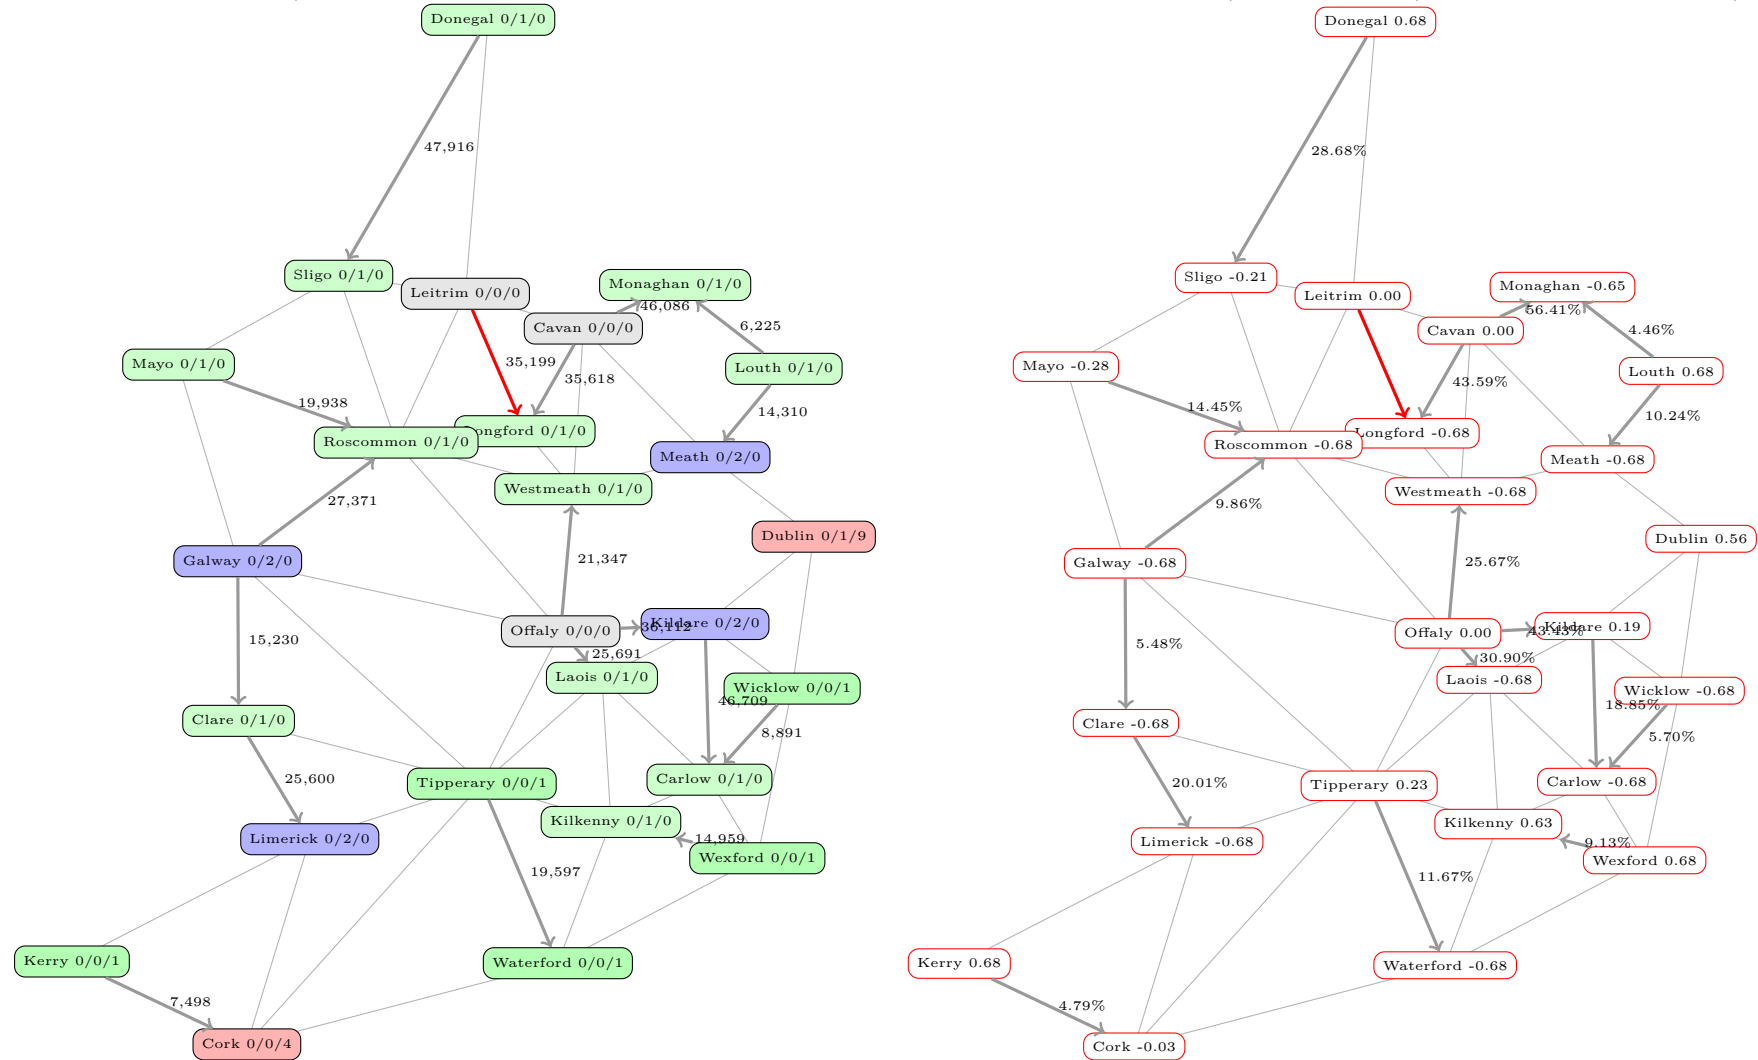 Donegal 0/1/0
47,916
Sligo 0/1/0
Leitrim 0/0/0
Monaghan 0/1/0
46,086
Cavan 0/0/0
6,225
Mayo 0/1/0
35,199
35,618
Louth 0/1/0
19,938
14,310
Longford 0/1/0
Roscommon 0/1/0
Meath 0/2/0
Westmeath 0/1/0
27,371
Dublin 0/1/9
Galway 0/2/0
21,347
Kildare 0/2/0
36,112
Offaly 0/0/0
15,230
25,691
Laois 0/1/0
Wicklow 0/0/1
46,709
Clare 0/1/0
8,891
25,600
Tipperary 0/0/1
Carlow 0/1/0
Kilkenny 0/1/0
Limerick 0/2/0
14,959
Wexford 0/0/1
19,597
Kerry 0/0/1
Waterford 0/0/1
7,498
Cork 0/0/4
Donegal 0.68
28.68%
Sligo -0.21
Leitrim 0.00
Monaghan -0.65
56.41%
Cavan 0.00
4.46%
Mayo -0.28
43.59%
Louth 0.68
14.45%
10.24%
Longford -0.68
Roscommon -0.68
Meath -0.68
Westmeath -0.68
9.86%
Dublin 0.56
Galway -0.68
25.67%
Kildare 0.19
43.43%
Offaly 0.00
5.48%
30.90%
Laois -0.68
Wicklow -0.68
18.85%
Clare -0.68
5.70%
20.01%
Tipperary 0.23
Carlow -0.68
Kilkenny 0.63
Limerick -0.68
9.13%
Wexford 0.68
11.67%
Kerry 0.68
Waterford -0.68
4.79%
Cork -0.03